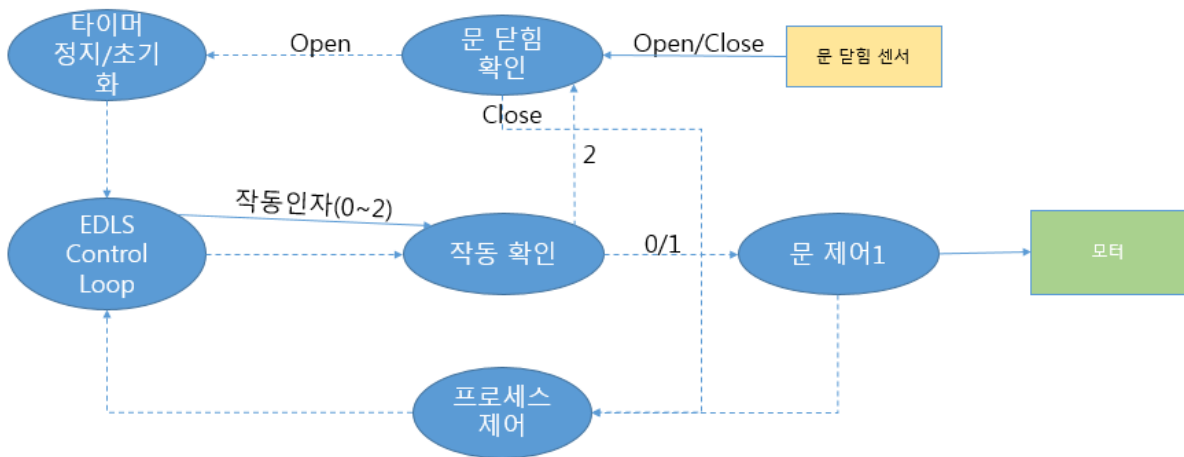 타이머
정지/초기
화
Open
문 닫힘
확인
Open/Close
문 닫힘 센서
Close
2
EDLS
Control
Loop
작동인자(0~2)
작동 확인
0/1
문 제어1
모터
프로세스
제어